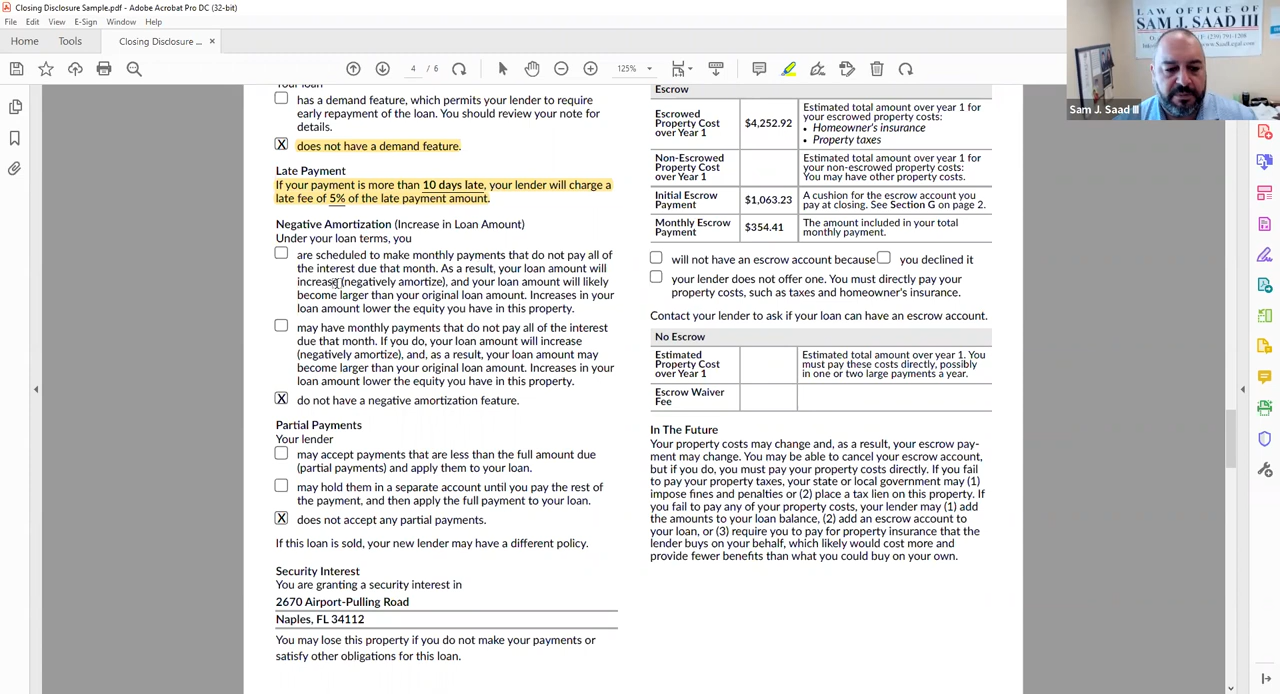 Closing Disclosure Sample.pdf - Adobe Acrobat Pro DC (32-bit)
File Edit View E-Sign Window Help
Home Tools Closing Disclosure ... ×
4 / 6 125%
LAW OFFICE OF
SAM J. SAAD III
Sam J. Saad III
has a demand feature, which permits your lender to require
early repayment of the loan. You should review your note for
details.
X does not have a demand feature.
Late Payment
If your payment is more than 10 days late, your lender will charge a
late fee of 5% of the late payment amount.
Negative Amortization (Increase in Loan Amount)
Under your loan terms, you
are scheduled to make monthly payments that do not pay all of
the interest due that month. As a result, your loan amount will
increase (negatively amortize), and your loan amount will likely
become larger than your original loan amount. Increases in your
loan amount lower the equity you have in this property.
may have monthly payments that do not pay all of the interest
due that month. If you do, your loan amount will increase
(negatively amortize), and, as a result, your loan amount may
become larger than your original loan amount. Increases in your
loan amount lower the equity you have in this property.
X do not have a negative amortization feature.
Partial Payments
Your lender
may accept payments that are less than the full amount due
(partial payments) and apply them to your loan.
may hold them in a separate account until you pay the rest of
the payment, and then apply the full payment to your loan.
X does not accept any partial payments.
If this loan is sold, your new lender may have a different policy.
Security Interest
You are granting a security interest in
2670 Airport-Pulling Road
Naples, FL 34112
You may lose this property if you do not make your payments or
satisfy other obligations for this loan.
Escrow
Escrowed
Property Cost
over Year 1
$4,252.92
Estimated total amount over year 1 for
your escrowed property costs:
• Homeowner's insurance
• Property taxes
Non-Escrowed
Property Cost
over Year 1
Estimated total amount over year 1 for
your non-escrowed property costs:
You may have other property costs.
Initial Escrow
Payment
$1,063.23
A cushion for the escrow account you
pay at closing. See Section G on page 2.
Monthly Escrow
Payment
$354.41
The amount included in your total
monthly payment.
will not have an escrow account because you declined it
your lender does not offer one. You must directly pay your
property costs, such as taxes and homeowner's insurance.
Contact your lender to ask if your loan can have an escrow account.
No Escrow
Estimated
Property Cost
over Year 1
Estimated total amount over year 1. You
must pay these costs directly, possibly
in one or two large payments a year.
Escrow Waiver
Fee
In The Future
Your property costs may change and, as a result, your escrow pay-
ment may change. You may be able to cancel your escrow account,
but if you do, you must pay your property costs directly. If you fail
to pay your property taxes, your state or local government may (1)
impose fines and penalties or (2) place a tax lien on this property. If
you fail to pay any of your property costs, your lender may (1) add
the amounts to your loan balance, (2) add an escrow account to
your loan, or (3) require you to pay for property insurance that the
lender buys on your behalf, which likely would cost more and
provide fewer benefits than what you could buy on your own.